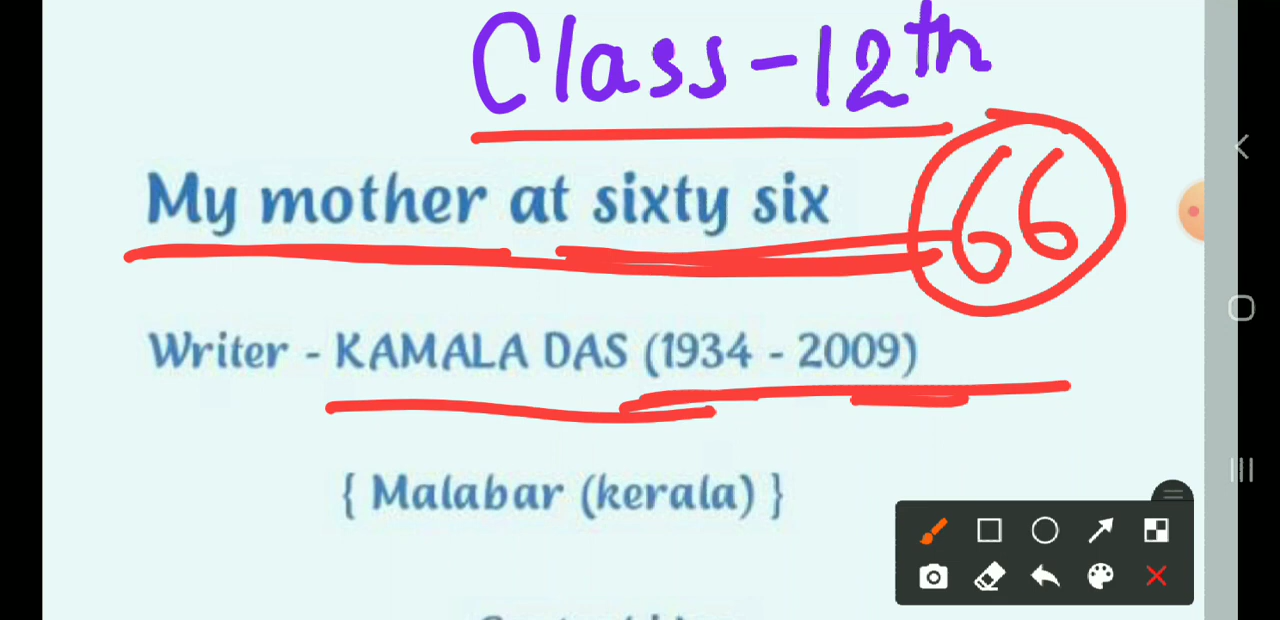 Class-12th
My mother at sixty six 66
Writer - KAMALA DAS (1934 - 2009)
{ Malabar (kerala) }